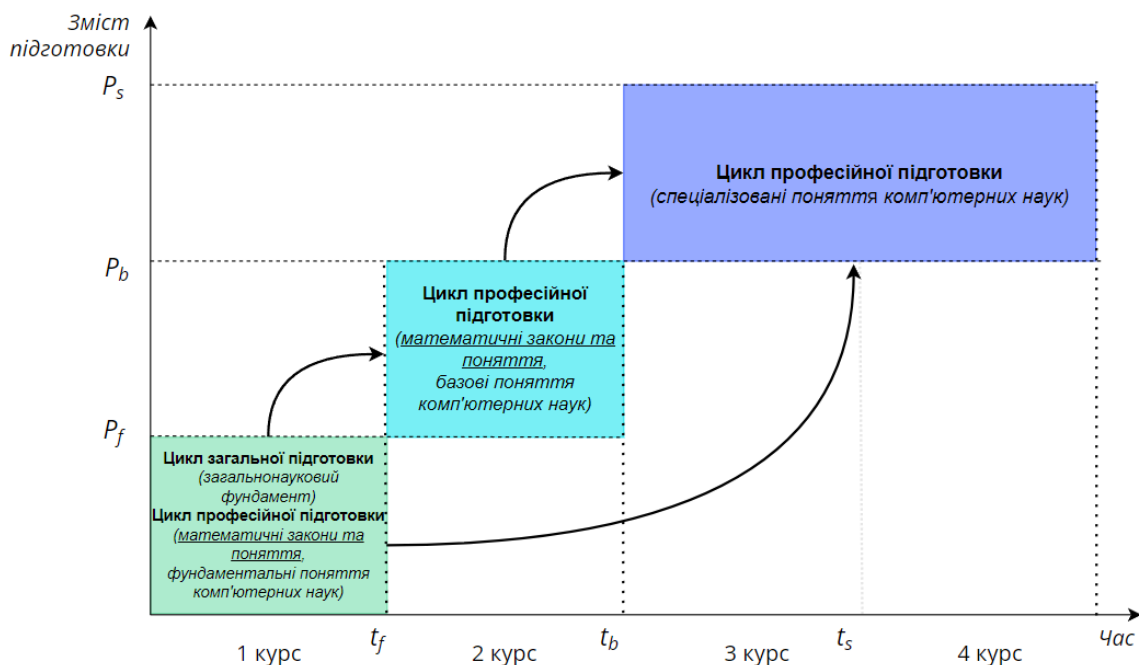 Зміст
підготовки
P_s
Цикл професійної підготовки
(спеціалізовані поняття комп'ютерних наук)
P_b
Цикл професійної
підготовки
(математичні закони та
поняття,
базові поняття
комп'ютерних наук)
P_f
Цикл загальної підготовки
(загальнонауковий
фундамент)
Цикл професійної підготовки
(математичні закони та
поняття,
фундаментальні поняття
комп'ютерних наук)
t_f t_b t_s Час
1 курс 2 курс 3 курс 4 курс